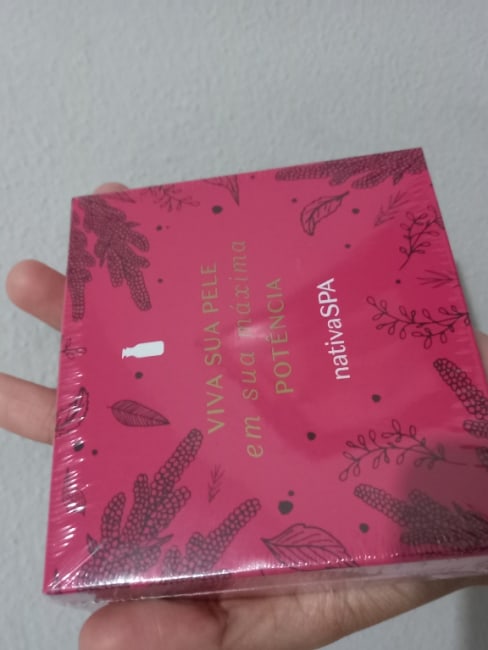 VIVA SUA PELE
em sua máxima
POTÊNCIA
nativaSPA